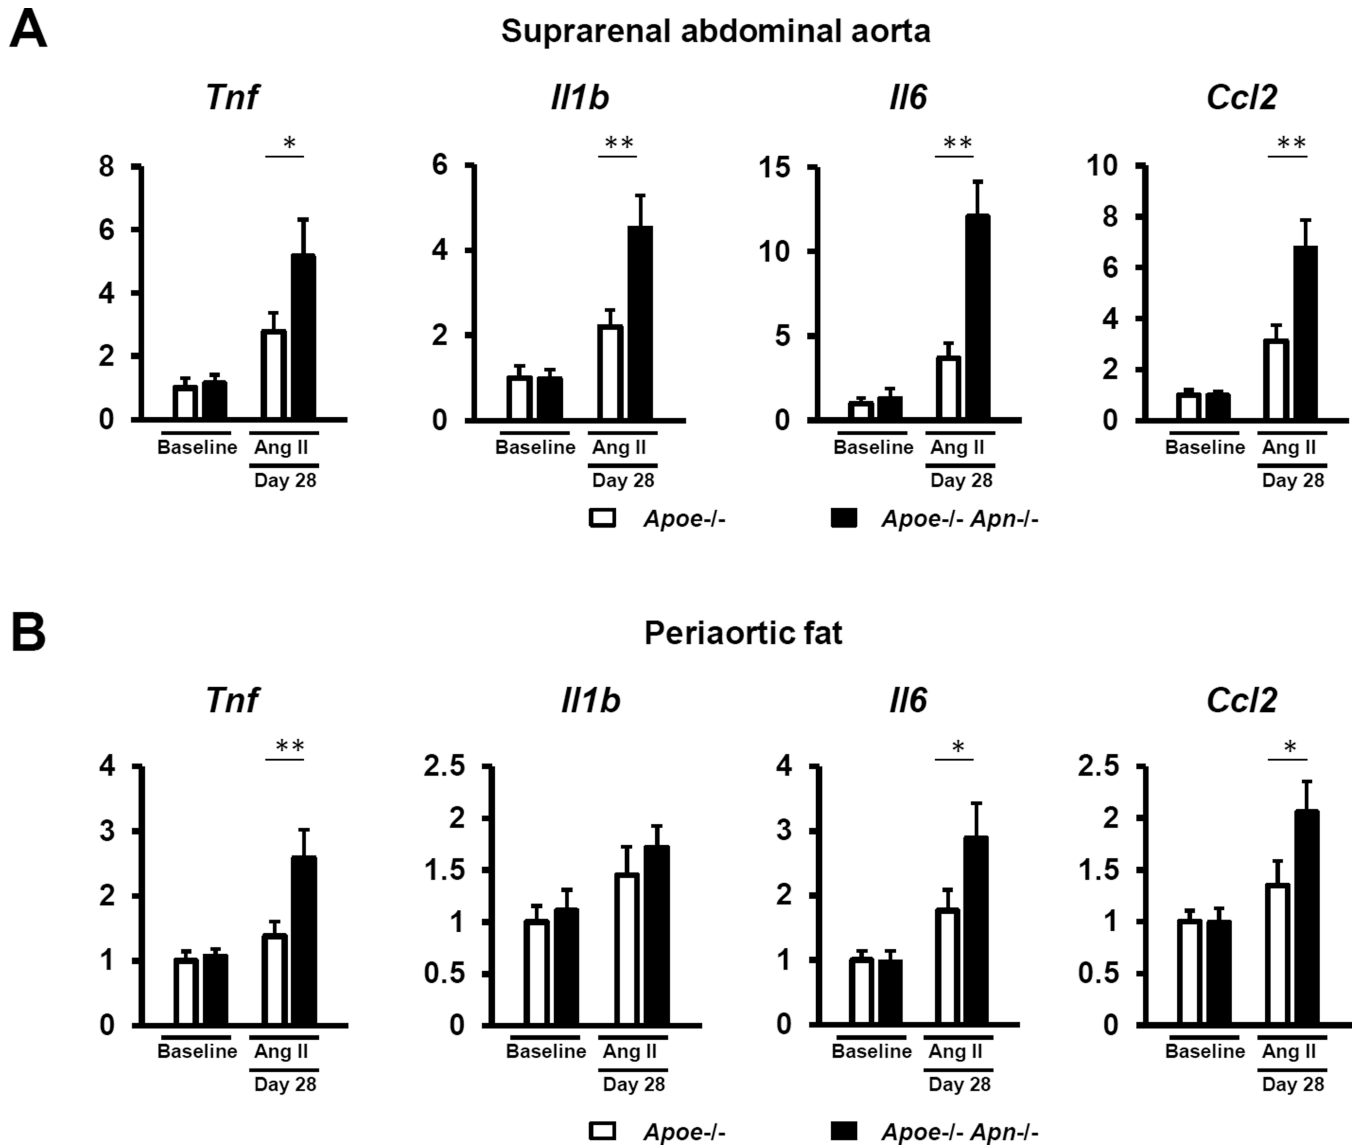 A
Suprarenal abdominal aorta
Tnf
Il1b
Il6
Ccl2
*
**
**
**
8
6
4
2
0
6
4
2
0
15
10
5
0
10
8
6
4
2
0
Baseline Ang II
Day 28
Baseline Ang II
Day 28
Baseline Ang II
Day 28
Baseline Ang II
Day 28
Apoe-/-
Apoe-/- Apn-/-
B
Periaortic fat
Tnf
Il1b
Il6
Ccl2
**
*
*
4
3
2
1
0
2.5
2
1.5
1
0.5
0
4
3
2
1
0
2.5
2
1.5
1
0.5
0
Baseline Ang II
Day 28
Baseline Ang II
Day 28
Baseline Ang II
Day 28
Baseline Ang II
Day 28
Apoe-/-
Apoe-/- Apn-/-